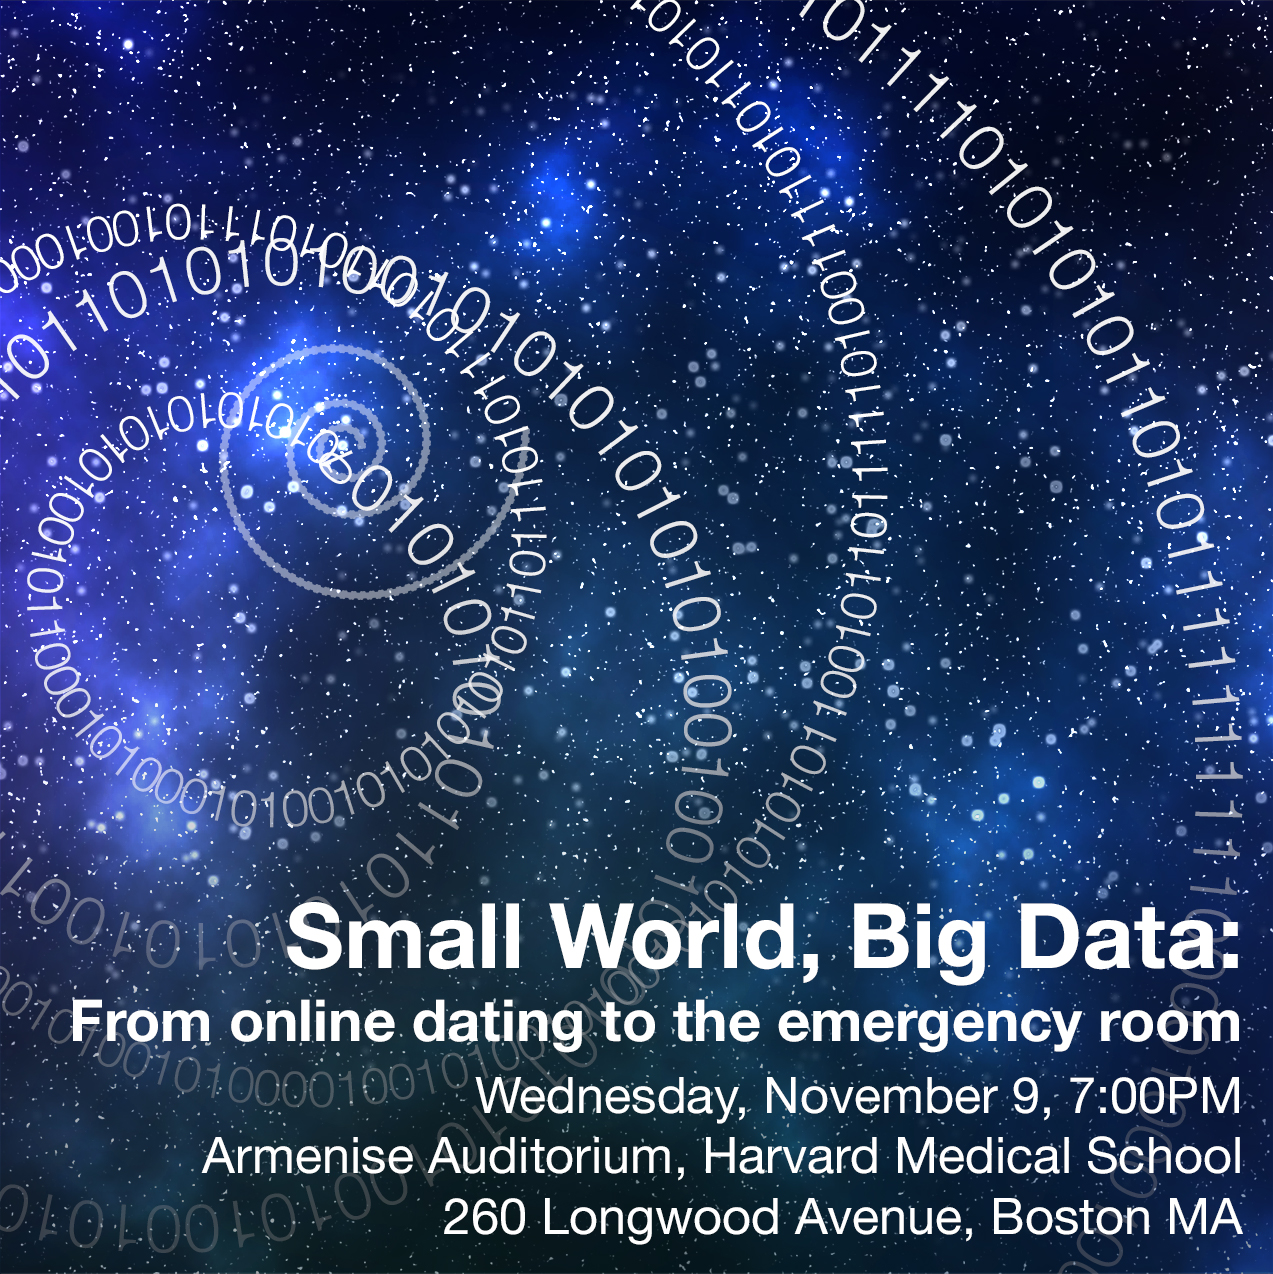 Small World, Big Data:
From online dating to the emergency room
Wednesday, November 9, 7:00PM
Armenise Auditorium, Harvard Medical School
260 Longwood Avenue, Boston MA